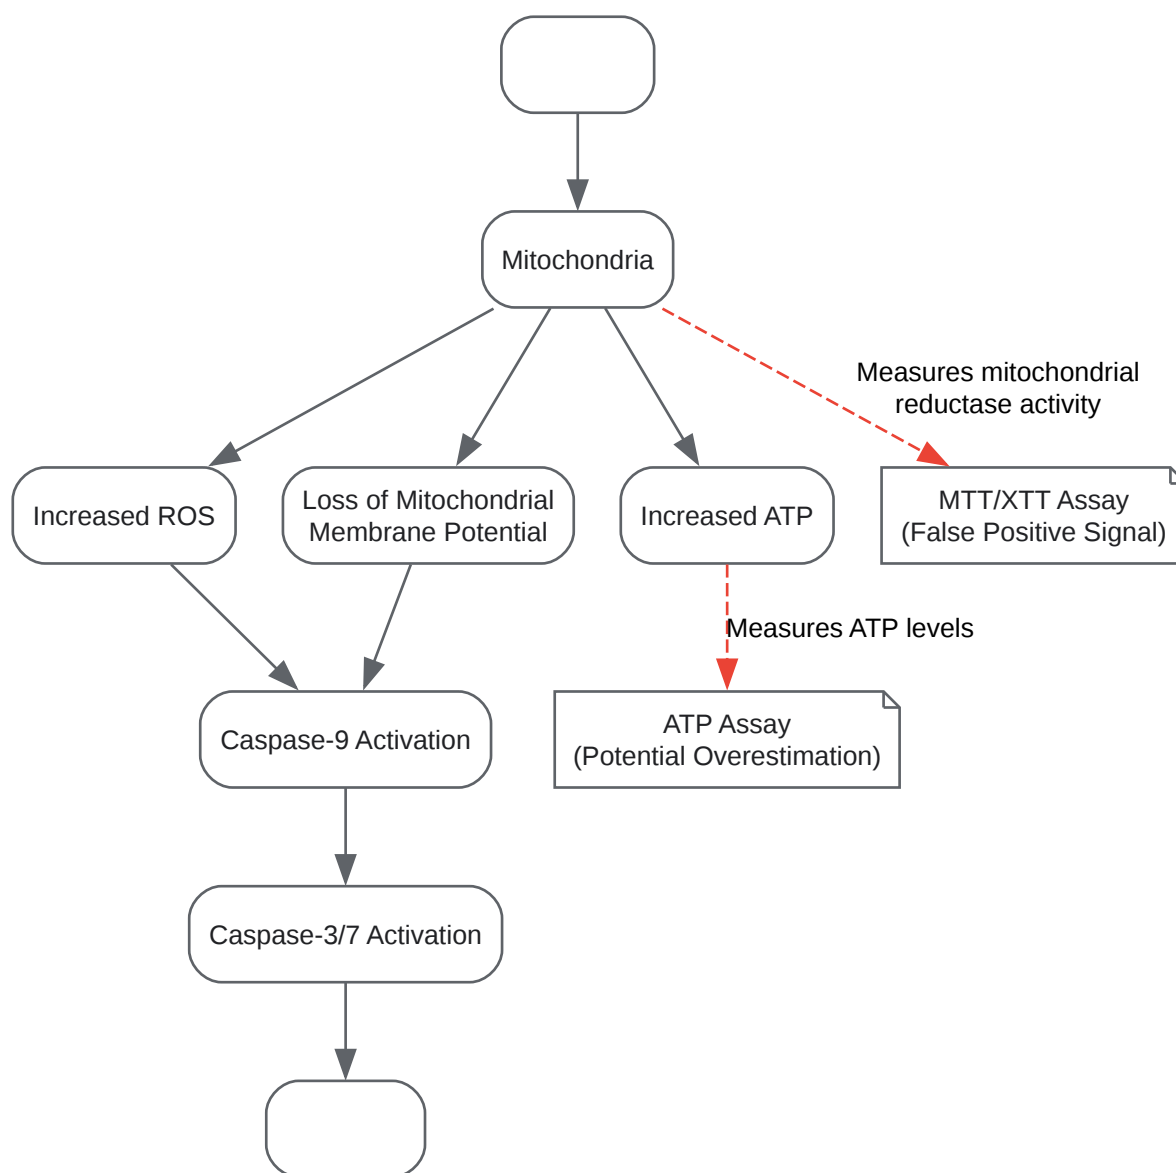 Mitochondria
Measures mitochondrial
reductase activity
Increased ROS
Loss of Mitochondrial
Membrane Potential
Increased ATP
MTT/XTT Assay
(False Positive Signal)
Measures ATP levels
Caspase-9 Activation
ATP Assay
(Potential Overestimation)
Caspase-3/7 Activation